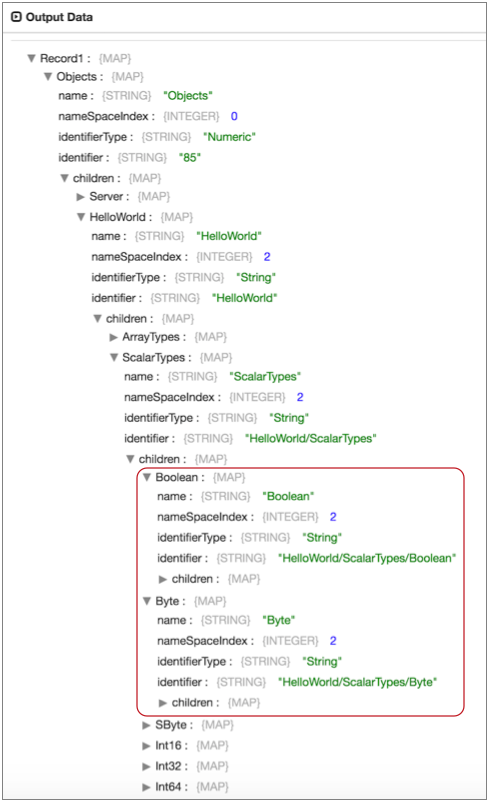 Output Data
Record1 : {MAP}
Objects : {MAP}
name : {STRING} "Objects"
nameSpaceIndex : {INTEGER} 0
identifierType : {STRING} "Numeric"
identifier : {STRING} "85"
children : {MAP}
Server : {MAP}
HelloWorld : {MAP}
name : {STRING} "HelloWorld"
nameSpaceIndex : {INTEGER} 2
identifierType : {STRING} "String"
identifier : {STRING} "HelloWorld"
children : {MAP}
ArrayTypes : {MAP}
ScalarTypes : {MAP}
name : {STRING} "ScalarTypes"
nameSpaceIndex : {INTEGER} 2
identifierType : {STRING} "String"
identifier : {STRING} "HelloWorld/ScalarTypes"
children : {MAP}
Boolean : {MAP}
name : {STRING} "Boolean"
nameSpaceIndex : {INTEGER} 2
identifierType : {STRING} "String"
identifier : {STRING} "HelloWorld/ScalarTypes/Boolean"
children : {MAP}
Byte : {MAP}
name : {STRING} "Byte"
nameSpaceIndex : {INTEGER} 2
identifierType : {STRING} "String"
identifier : {STRING} "HelloWorld/ScalarTypes/Byte"
children : {MAP}
SByte : {MAP}
Int16 : {MAP}
Int32 : {MAP}
Int64 : {MAP}